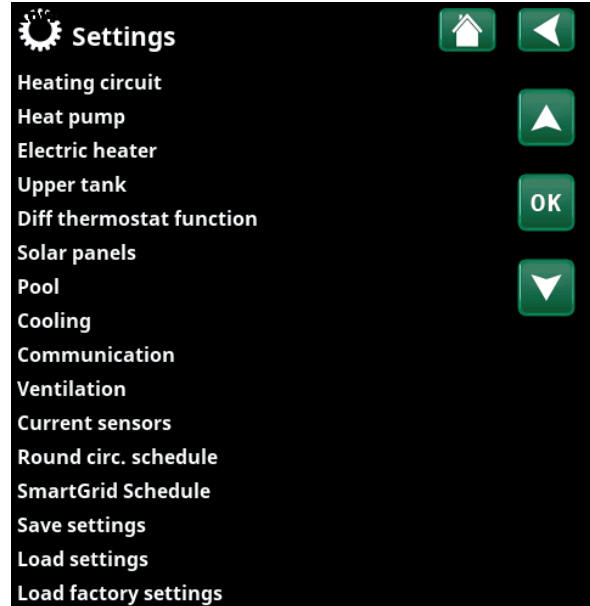 Settings
Heating circuit
Heat pump
Electric heater
Upper tank
OK
Diff thermostat function
Solar panels
Pool
Cooling
Communication
Ventilation
Current sensors
Round circ. schedule
SmartGrid Schedule
Save settings
Load settings
Load factory settings